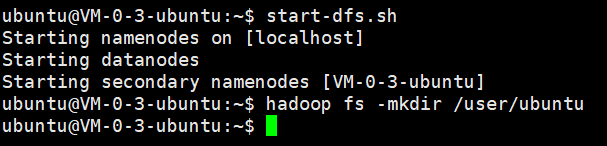 ubuntu@VM-0-3-ubuntu:~$ start-dfs.sh
Starting namenodes on [localhost]
Starting datanodes
Starting secondary namenodes [VM-0-3-ubuntu]
ubuntu@VM-0-3-ubuntu:~$ hadoop fs -mkdir /user/ubuntu
ubuntu@VM-0-3-ubuntu:~$